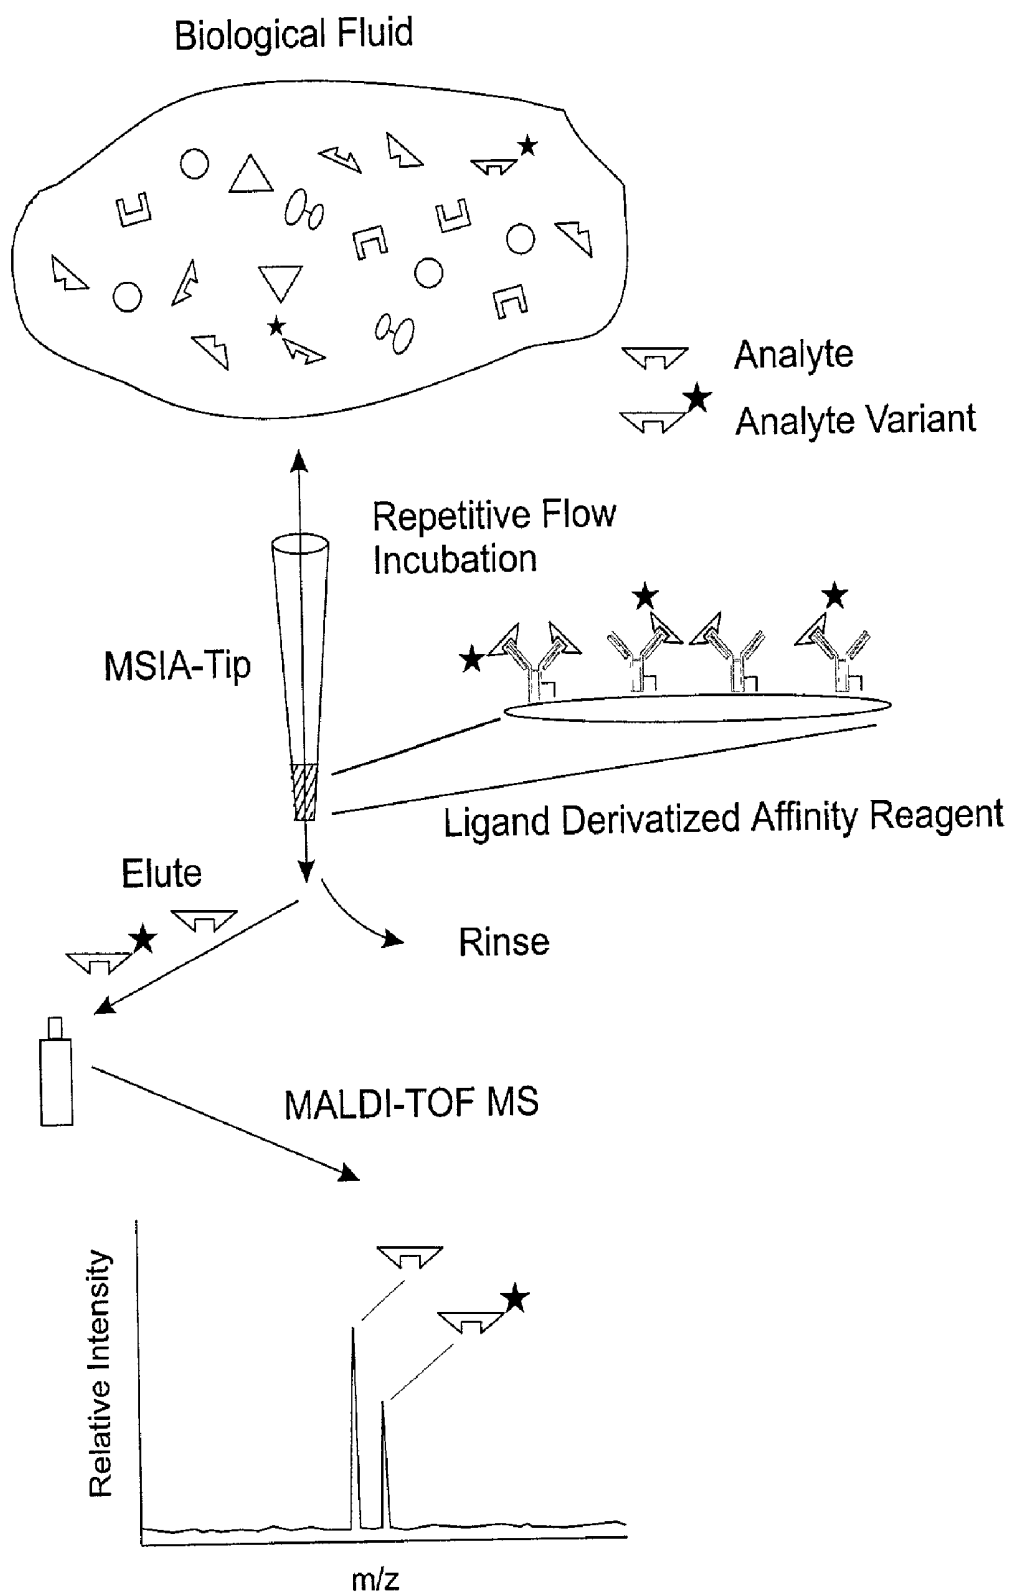 Biological Fluid
Analyte
Analyte Variant
Repetitive Flow
Incubation
MSIA-Tip
Ligand Derivatized Affinity Reagent
Elute
Rinse
MALDI-TOF MS
Relative Intensity
m/z